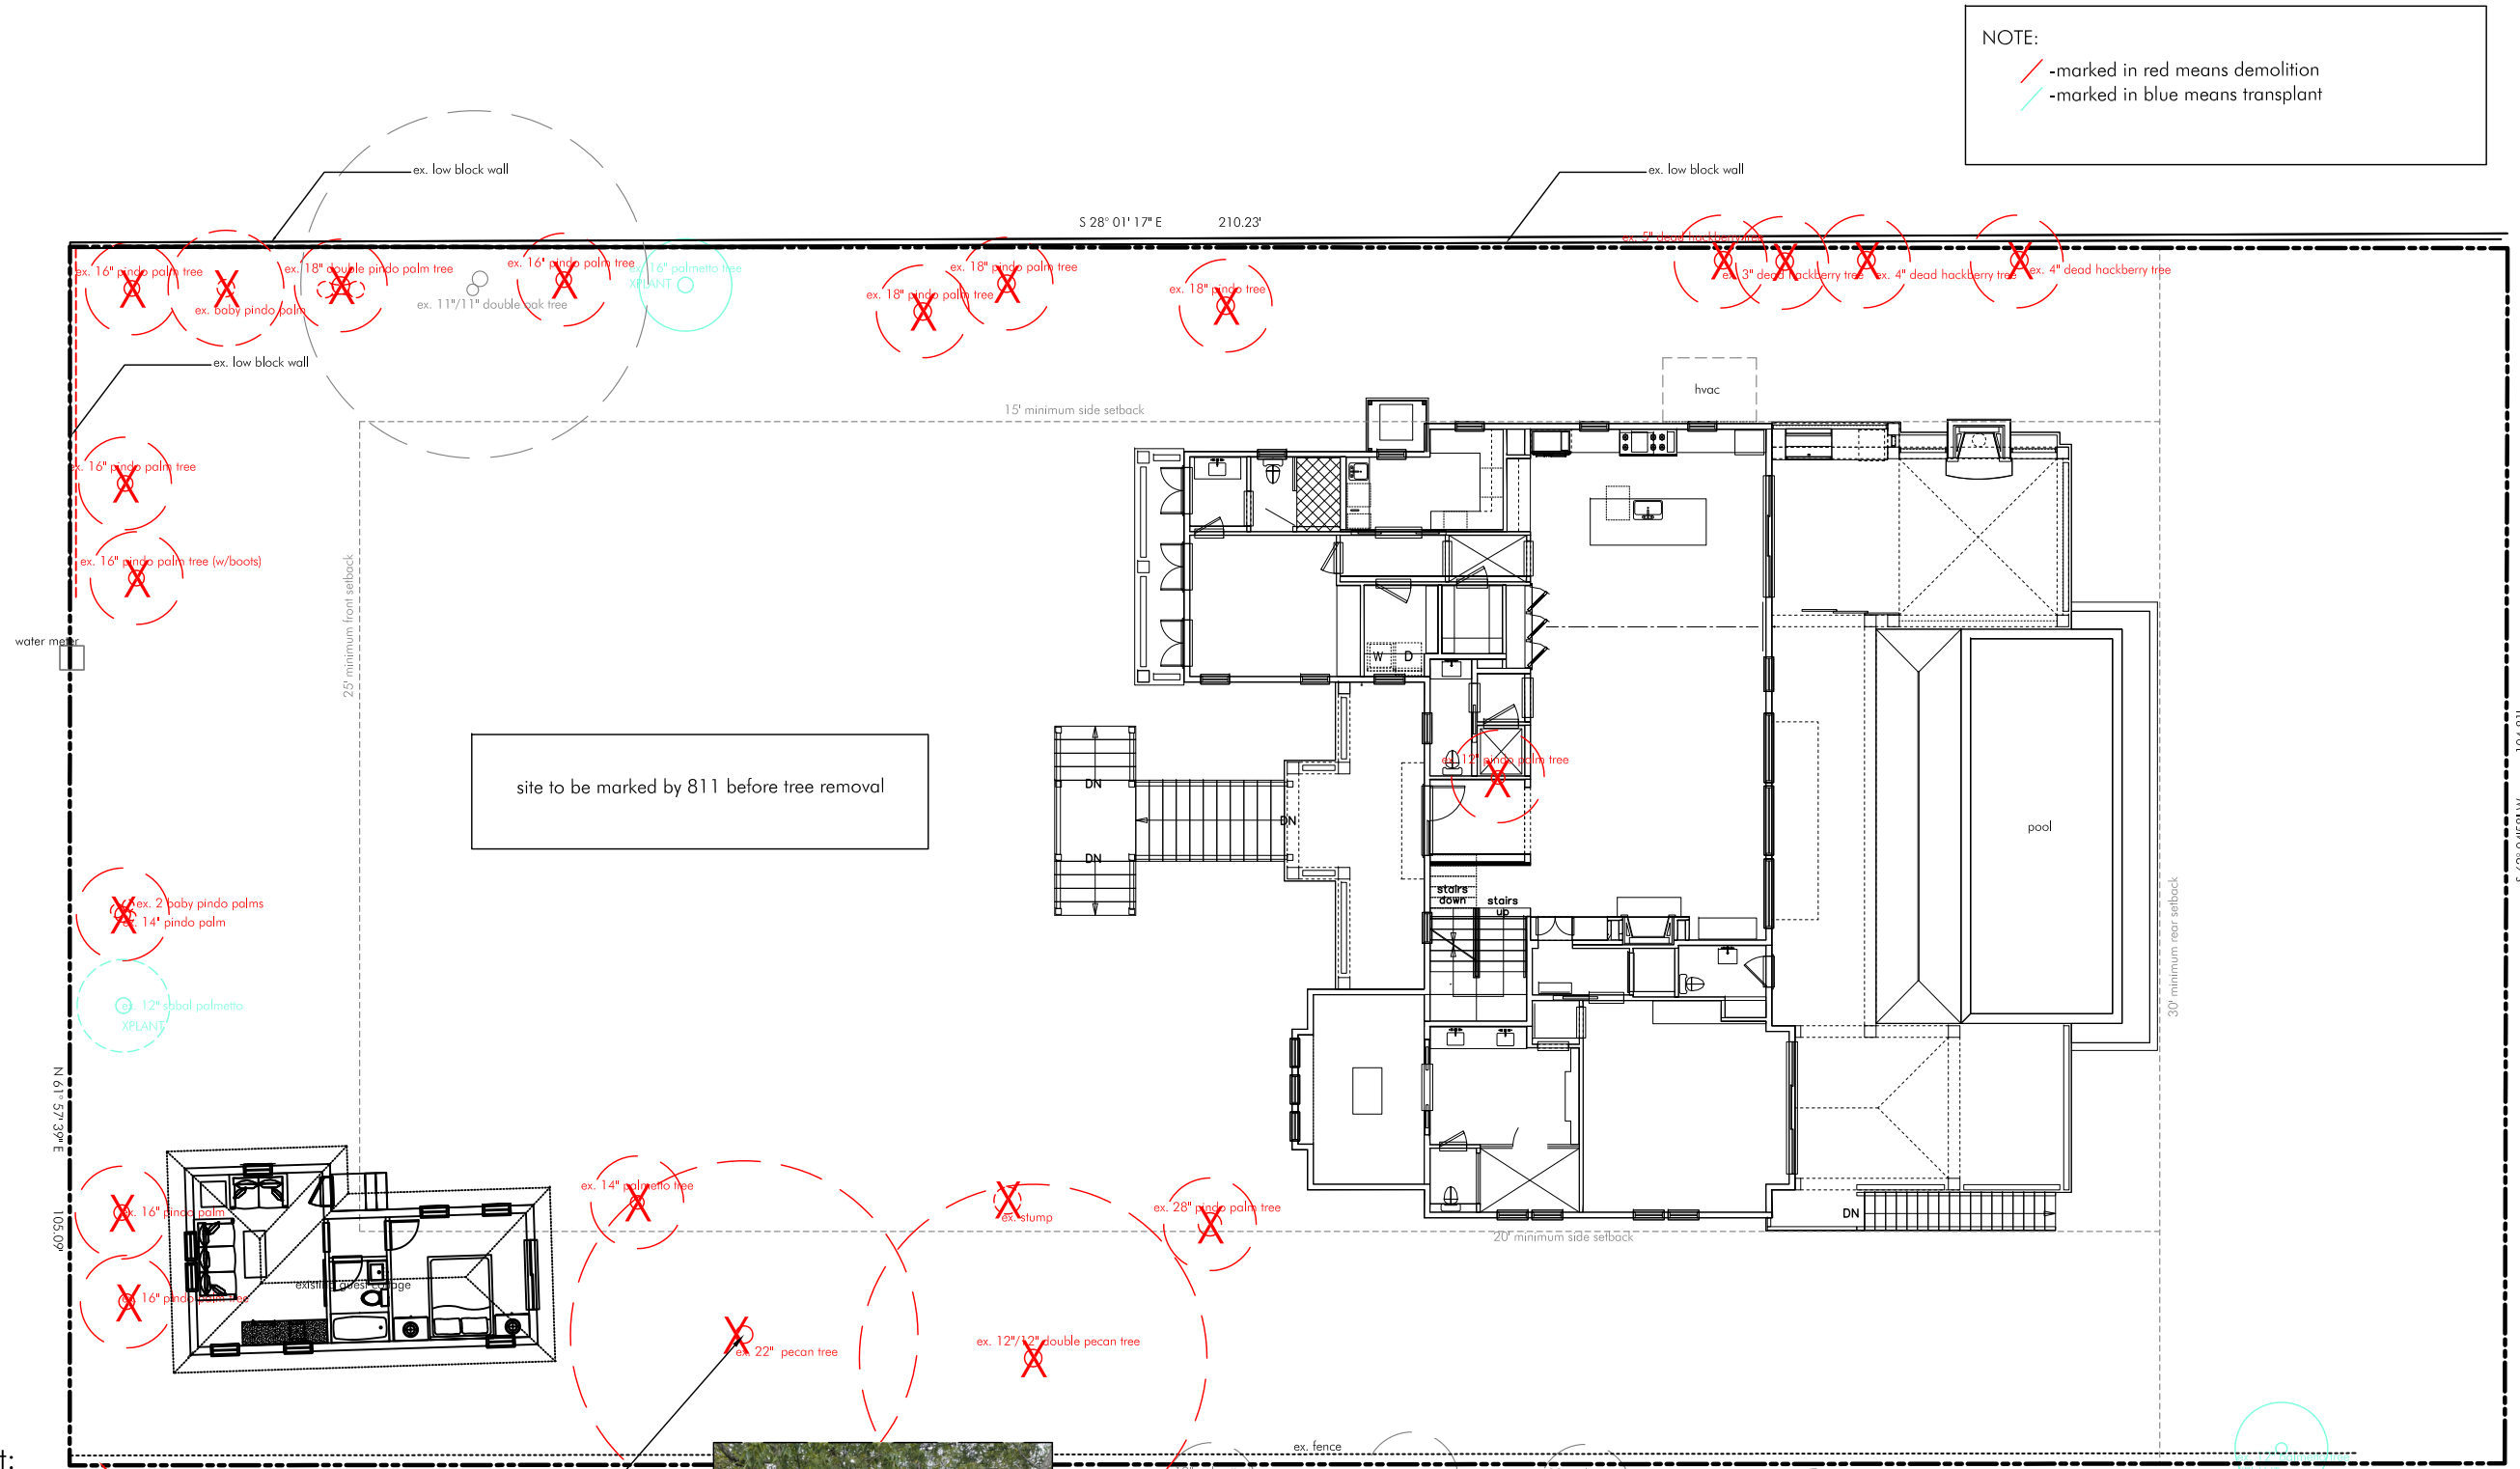 NOTE:
-marked in red means demolition
-marked in blue means transplant
ex. low block wall
ex. low block wall
S 28° 01' 17" E 210.23'
ex. 16" pindo palm tree
ex. baby pindo palm
ex. 18" double pindo palm tree
ex. 11"/11" double oak tree
ex. 16" pindo palm tree
ex. 16" palmetto tree
XPLANT
ex. 18" pindo palm tree
ex. 18" pindo palm tree
ex. 18" pindo tree
ex. 5" dead hackberry tree
ex. 3" dead hackberry tree
ex. 4" dead hackberry tree
ex. 4" dead hackberry tree
ex. low block wall
hvac
15' minimum side setback
ex. 16" pindo palm tree
ex. 16" pindo palm tree (w/boots)
water meter
25' minimum front setback
W D
site to be marked by 811 before tree removal
ex. 12" pindo palm tree
DN
DN
DN
pool
stairs
down
stairs
up
30' minimum rear setback
ex. 2 baby pindo palms
ex. 14" pindo palm
ex. 12" sabal palmetto
XPLANT
N 61° 57' 39" E 105.09'
ex. 16" pindo palm
ex. 16" pindo palm tree
existing guest cottage
ex. 14" palmetto tree
ex. stump
ex. 28" pindo palm tree
DN
20' minimum side setback
ex. 22" pecan tree
ex. 12"/12" double pecan tree
ex. fence
t: